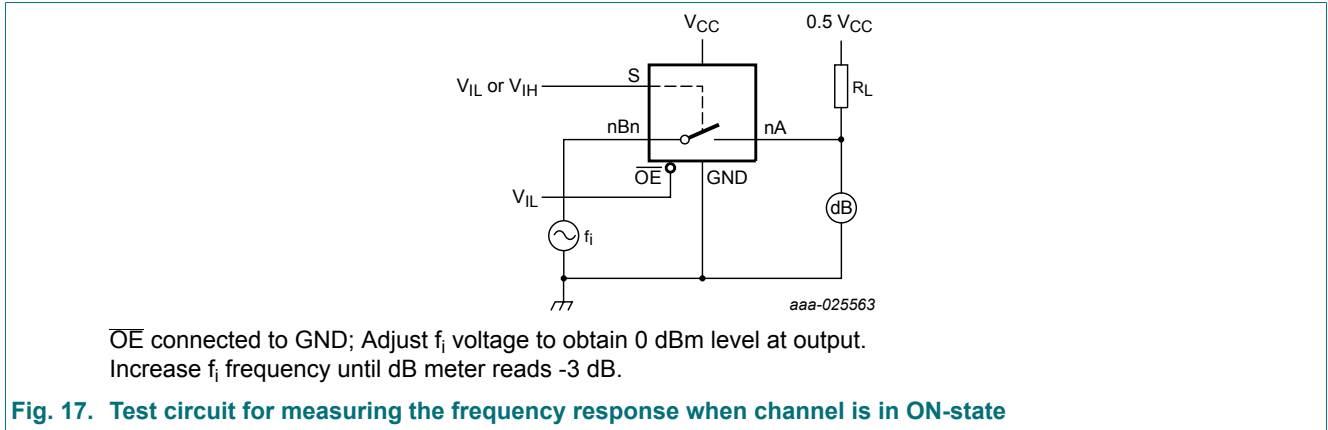 VCC 0.5 VCC
VIL or VIH S RL
nBn nA
OE GND
VIL dB
fi
aaa-025563
OE connected to GND; Adjust fi voltage to obtain 0 dBm level at output.
Increase fi frequency until dB meter reads -3 dB.
Fig. 17. Test circuit for measuring the frequency response when channel is in ON-state